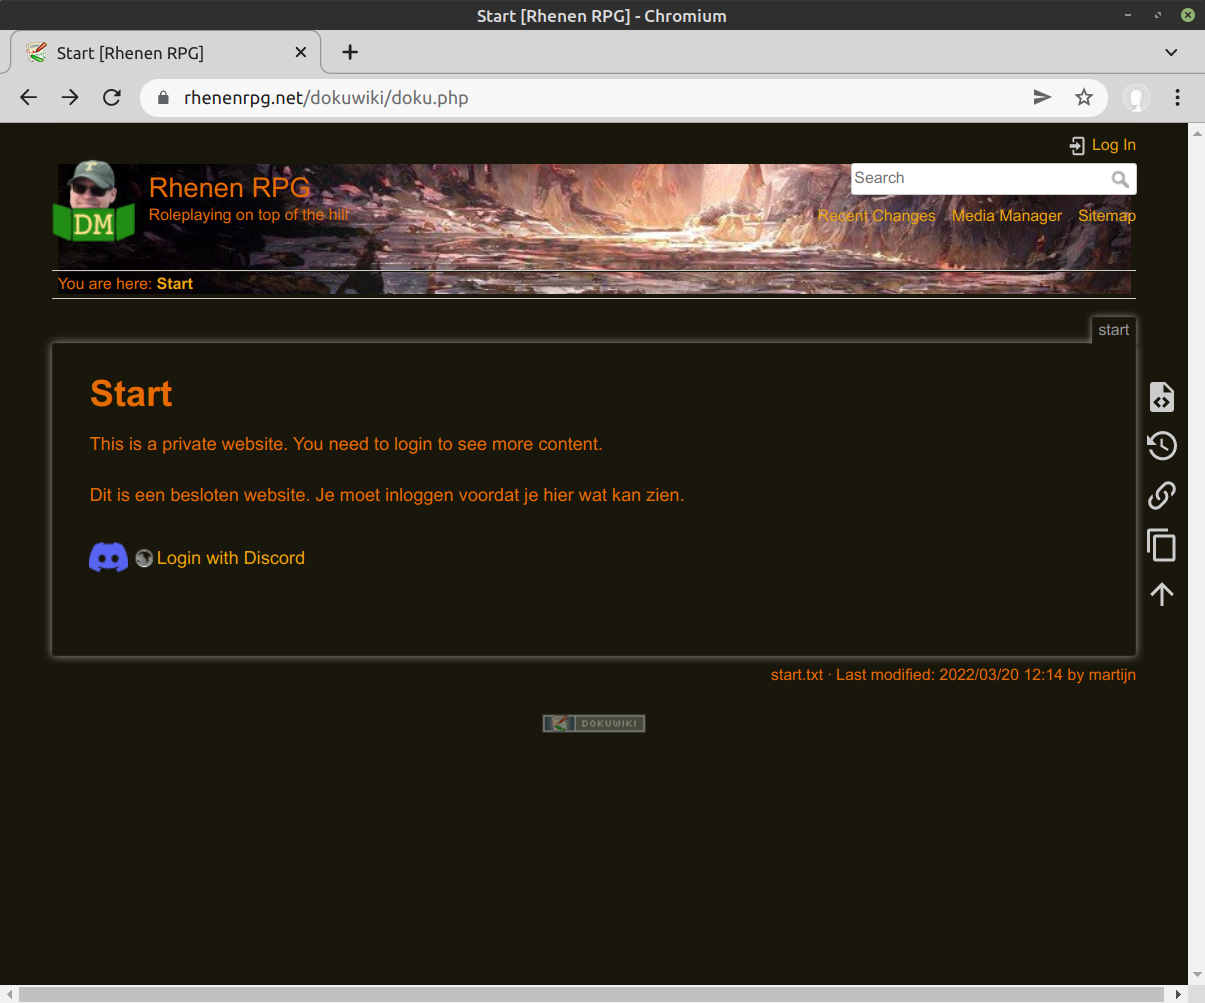 Start [Rhenen RPG] - Chromium
Start [Rhenen RPG]
rhenenrpg.net/dokuwiki/doku.php
Log In
DM
Rhenen RPG
Roleplaying on top of the hill
Search
Recent Changes Media Manager Sitemap
You are here: Start
start
Start
This is a private website. You need to login to see more content.
Dit is een besloten website. Je moet inloggen voordat je hier wat kan zien.
Login with Discord
start.txt · Last modified: 2022/03/20 12:14 by martijn
DOKUWIKI